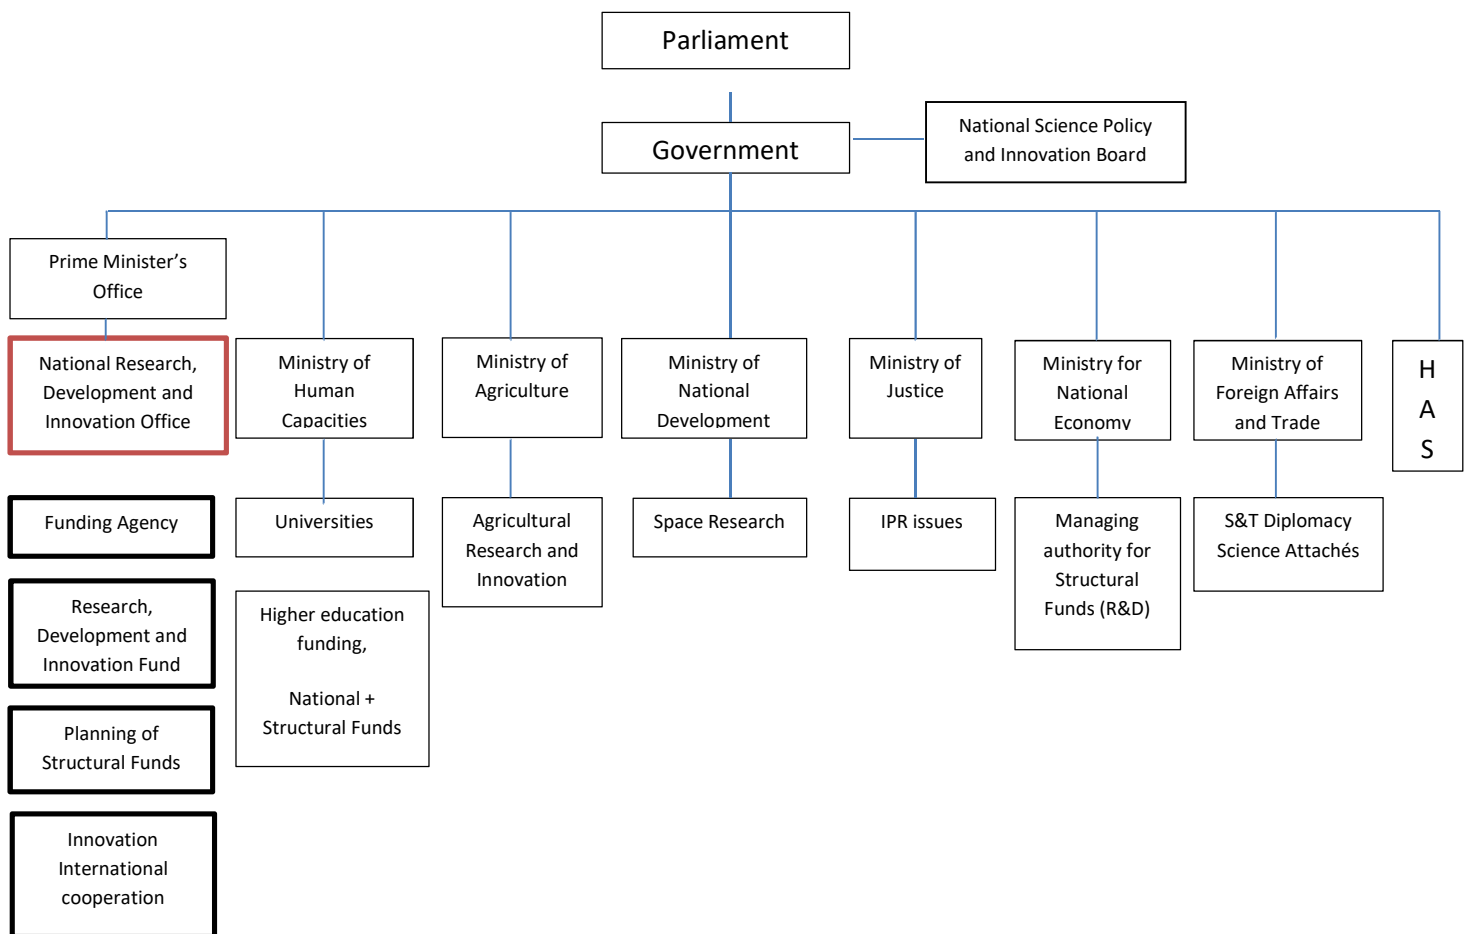 Parliament
Government
National Science Policy
and Innovation Board
Prime Minister’s
Office
National Research,
Development and
Innovation Office
Ministry of
Human
Capacities
Ministry of
Agriculture
Ministry of
National
Development
Ministry of
Justice
Ministry for
National
Economy
Ministry of
Foreign Affairs
and Trade
H
A
S
Funding Agency
Universities
Agricultural
Research and
Innovation
Space Research
IPR issues
Managing
authority for
Structural
Funds (R&D)
S&T Diplomacy
Science Attachés
Research,
Development and
Innovation Fund
Higher education
funding,
National +
Structural Funds
Planning of
Structural Funds
Innovation
International
cooperation